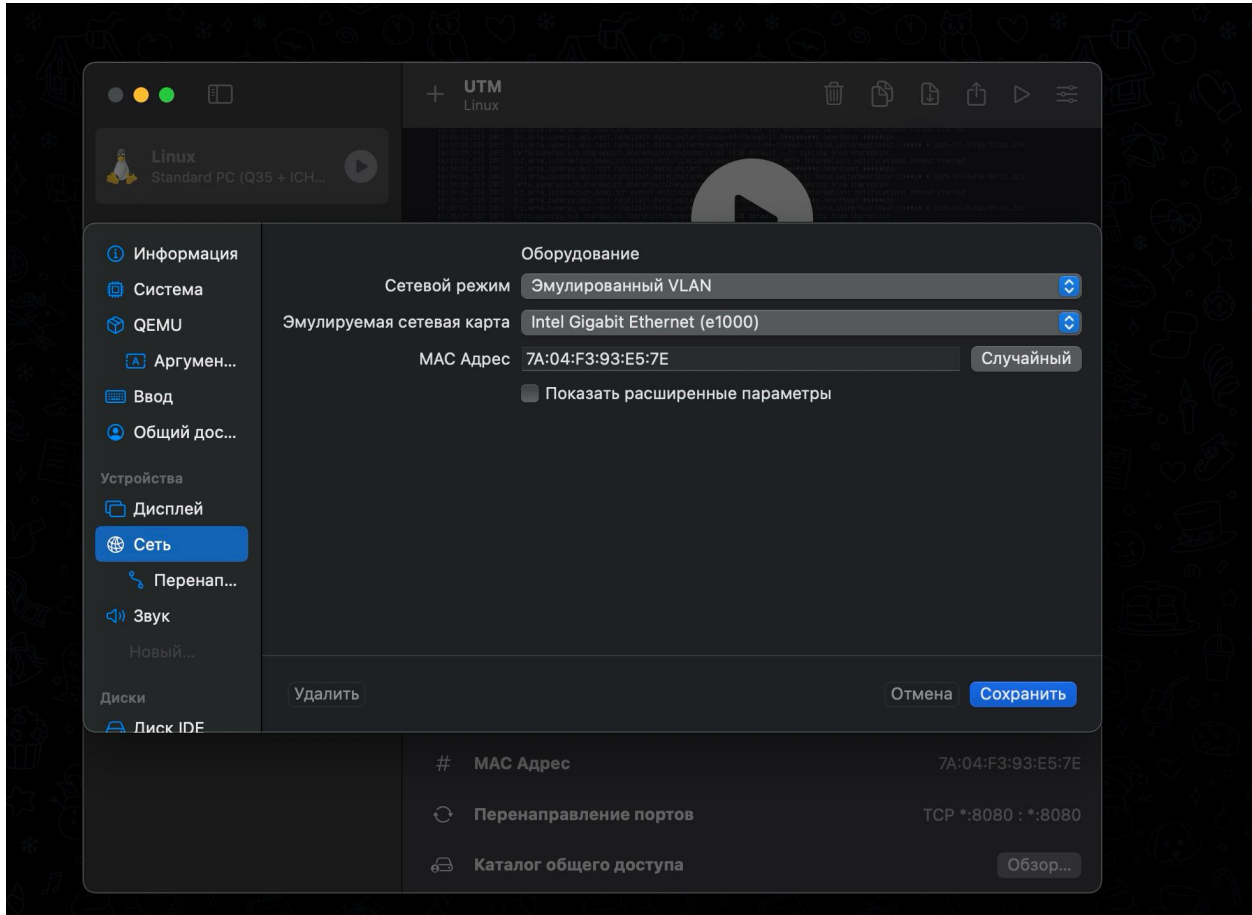 UTM
Linux
Linux
Standard PC (Q35 + ICH...
Информация
Система
QEMU
Аргумен...
Ввод
Общий дос...
Устройства
Дисплей
Сеть
Перенап...
Звук
Новый...
Диски
Диск IDE
Оборудование
Сетевой режим Эмулированный VLAN
Эмулируемая сетевая карта Intel Gigabit Ethernet (e1000)
MAC Адрес 7A:04:F3:93:E5:7E Случайный
Показать расширенные параметры
Удалить Отмена Сохранить
# MAC Адрес 7A:04:F3:93:E5:7E
Перенаправление портов TCP *:8080 : *:8080
Каталог общего доступа Обзор...